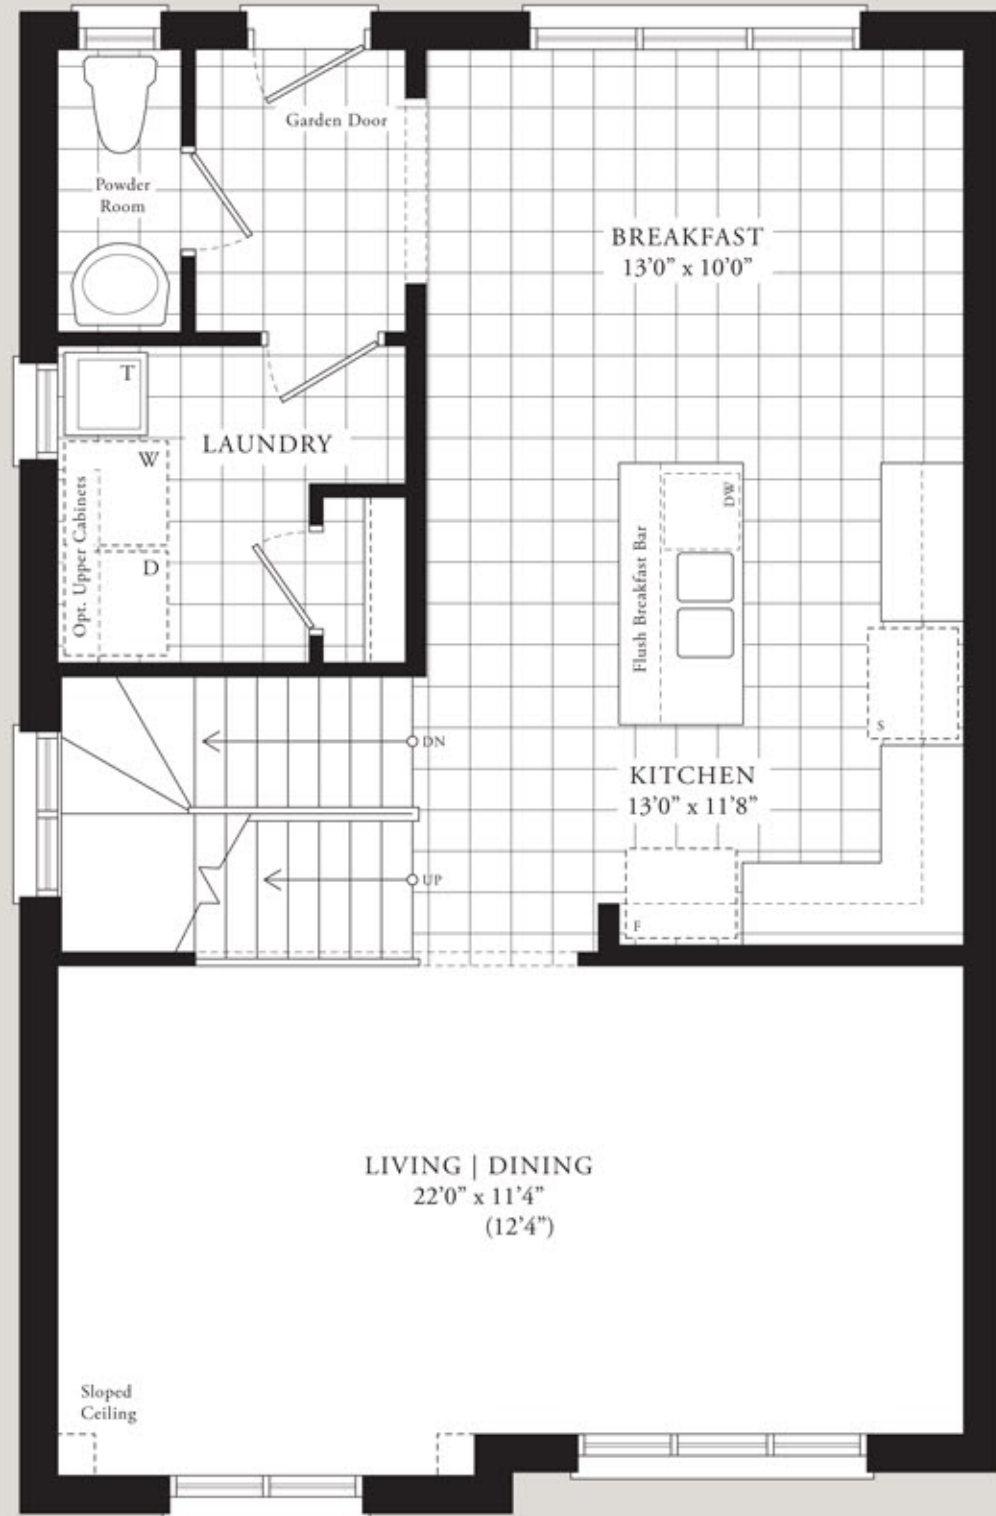 Garden Door
Powder
Room
BREAKFAST
13’0” x 10’0”
T
LAUNDRY
W
Opt. Upper Cabinets
D
DW
Flush Breakfast Bar
S
DN
KITCHEN
13’0” x 11’8”
UP
F
LIVING | DINING
22’0” x 11’4”
(12’4”)
Sloped
Ceiling